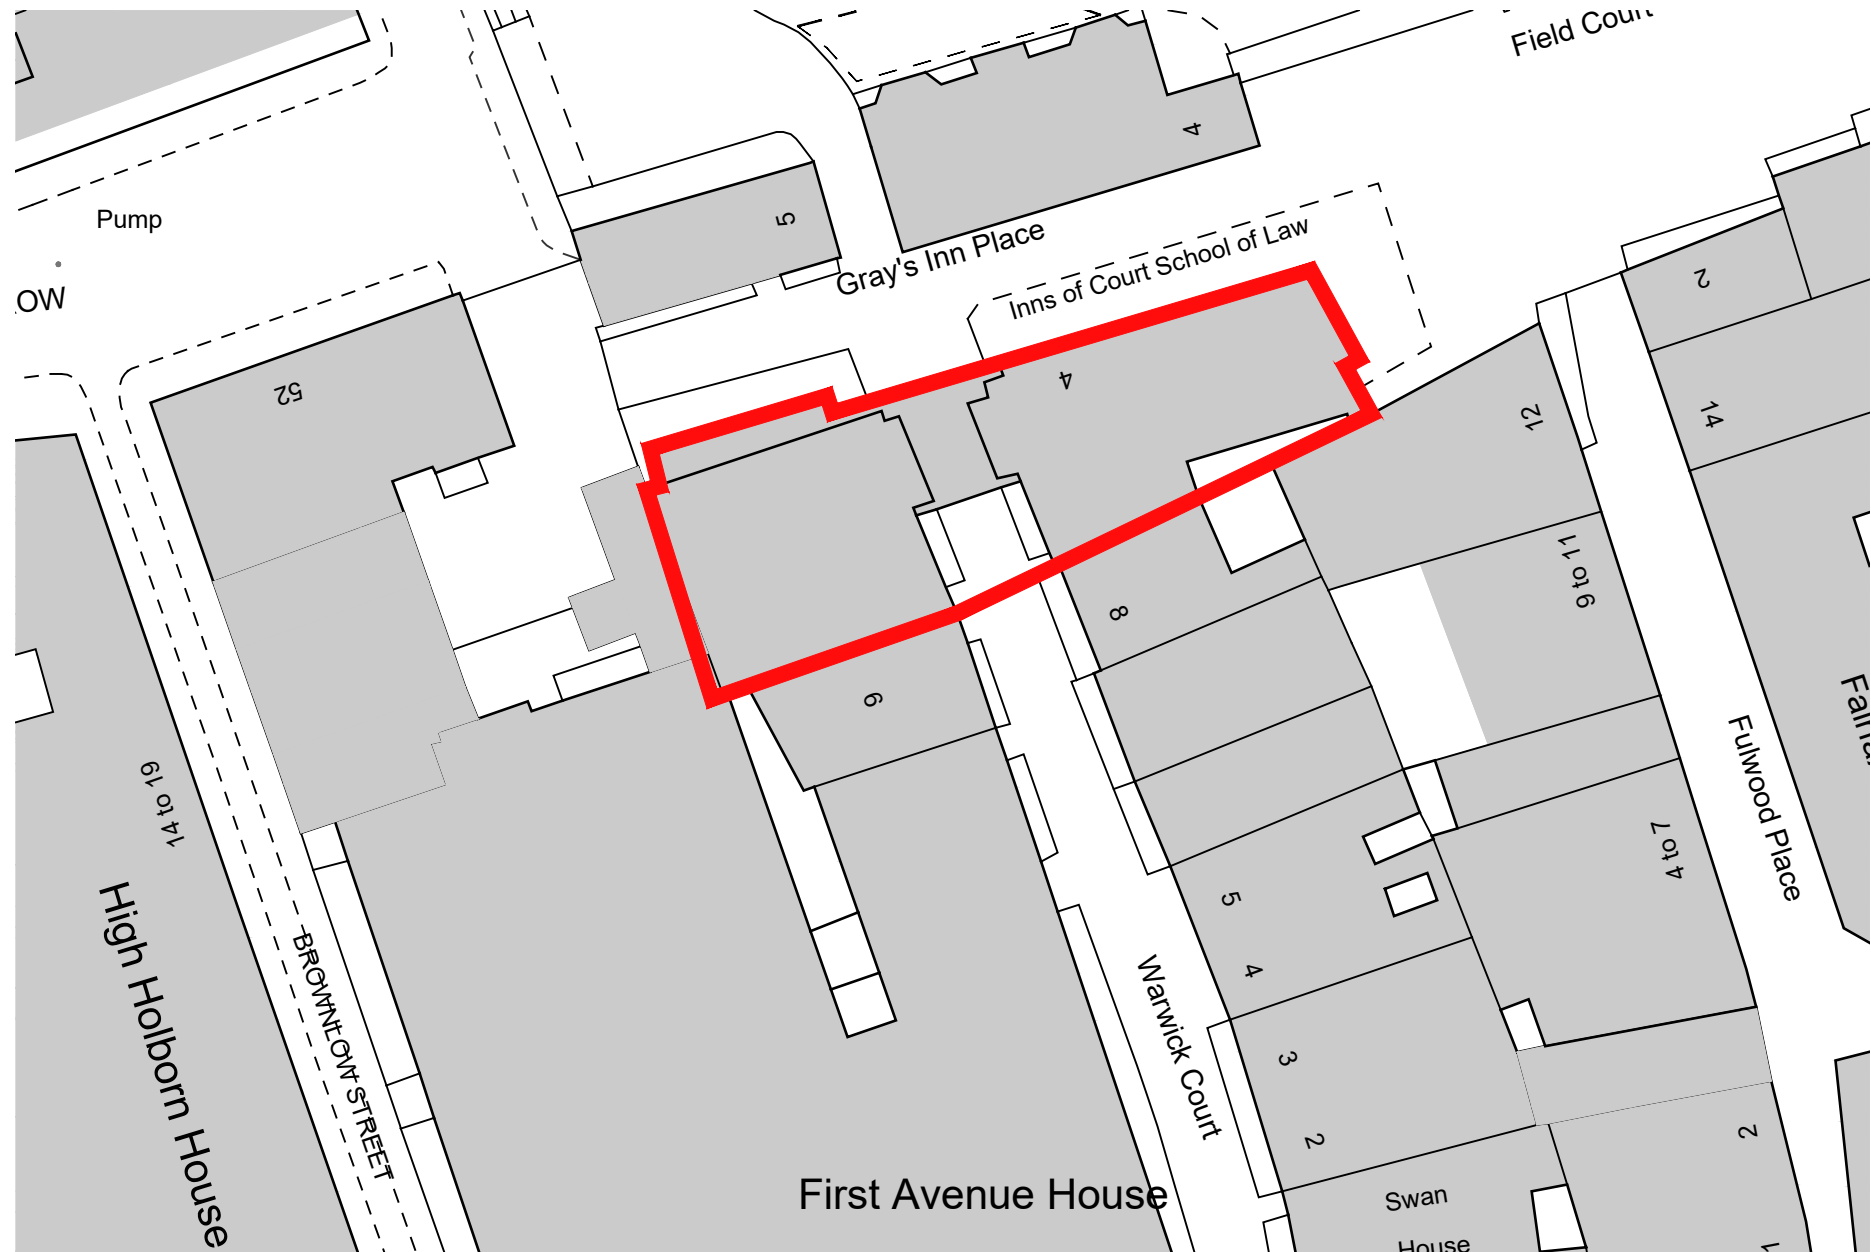 Field Court
4
Pump
5
Gray's Inn Place
Inns of Court School of Law
OW
2
52
4
12
14
9 to 11
8
9
14 to 19
Fulwood Place
4 to 7
High Holborn House
BROWNLOW STREET
5
4
Warwick Court
3
2
2
First Avenue House
Swan
House
1